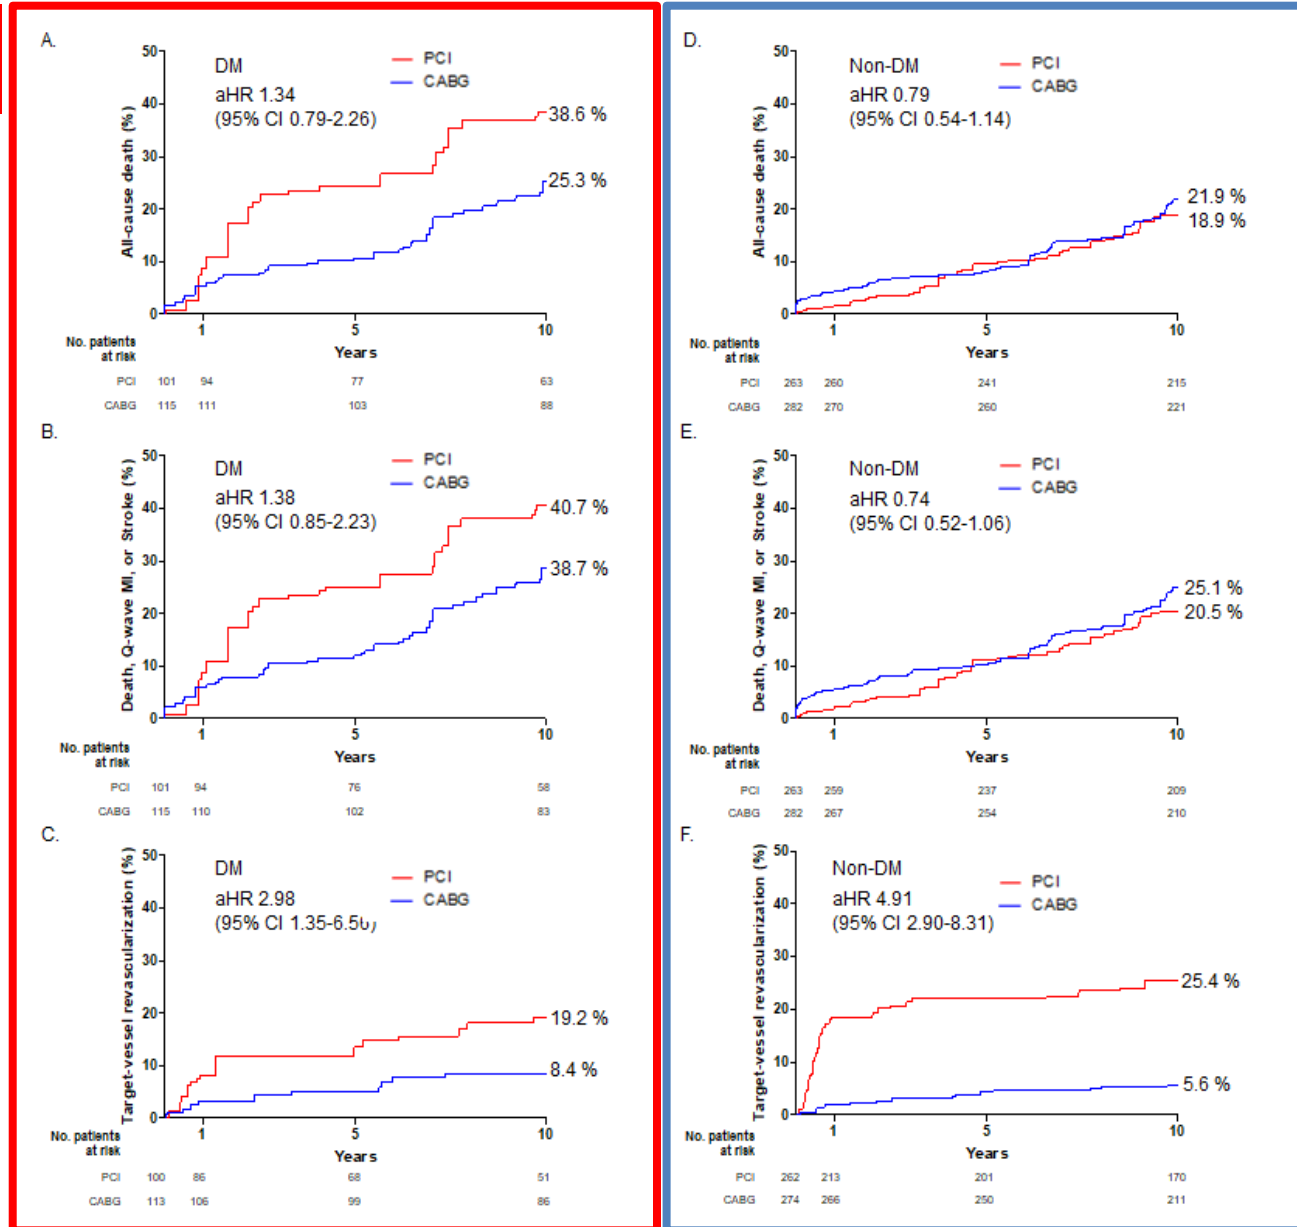 A.
50
40
30
20
10
0
All-cause death (%)
DM
aHR 1.34
(95% CI 0.79-2.26)
PCI
CABG
38.6 %
25.3 %
1 5 10
Years
No. patients
at risk
PCI 101 94 77 63
CABG 115 111 103 88
B.
50
40
30
20
10
0
Death, Q-wave MI, or Stroke (%)
DM
aHR 1.38
(95% CI 0.85-2.23)
PCI
CABG
40.7 %
38.7 %
1 5 10
Years
No. patients
at risk
PCI 101 94 76 58
CABG 115 110 102 83
C.
50
40
30
20
10
0
Target-vessel revascularization (%)
DM
aHR 2.98
(95% CI 1.35-6.56)
PCI
CABG
19.2 %
8.4 %
1 5 10
Years
No. patients
at risk
PCI 100 86 68 51
CABG 113 106 99 86
D.
50
40
30
20
10
0
All-cause death (%)
Non-DM
aHR 0.79
(95% CI 0.54-1.14)
PCI
CABG
21.9 %
18.9 %
1 5 10
Years
No. patients
at risk
PCI 263 260 241 215
CABG 282 270 260 221
E.
50
40
30
20
10
0
Death, Q-wave MI, or Stroke (%)
Non-DM
aHR 0.74
(95% CI 0.52-1.06)
PCI
CABG
25.1 %
20.5 %
1 5 10
Years
No. patients
at risk
PCI 263 259 237 209
CABG 282 267 254 210
F.
50
40
30
20
10
0
Target-vessel revascularization (%)
Non-DM
aHR 4.91
(95% CI 2.90-8.31)
PCI
CABG
25.4 %
5.6 %
1 5 10
Years
No. patients
at risk
PCI 262 213 201 170
CABG 274 266 250 211